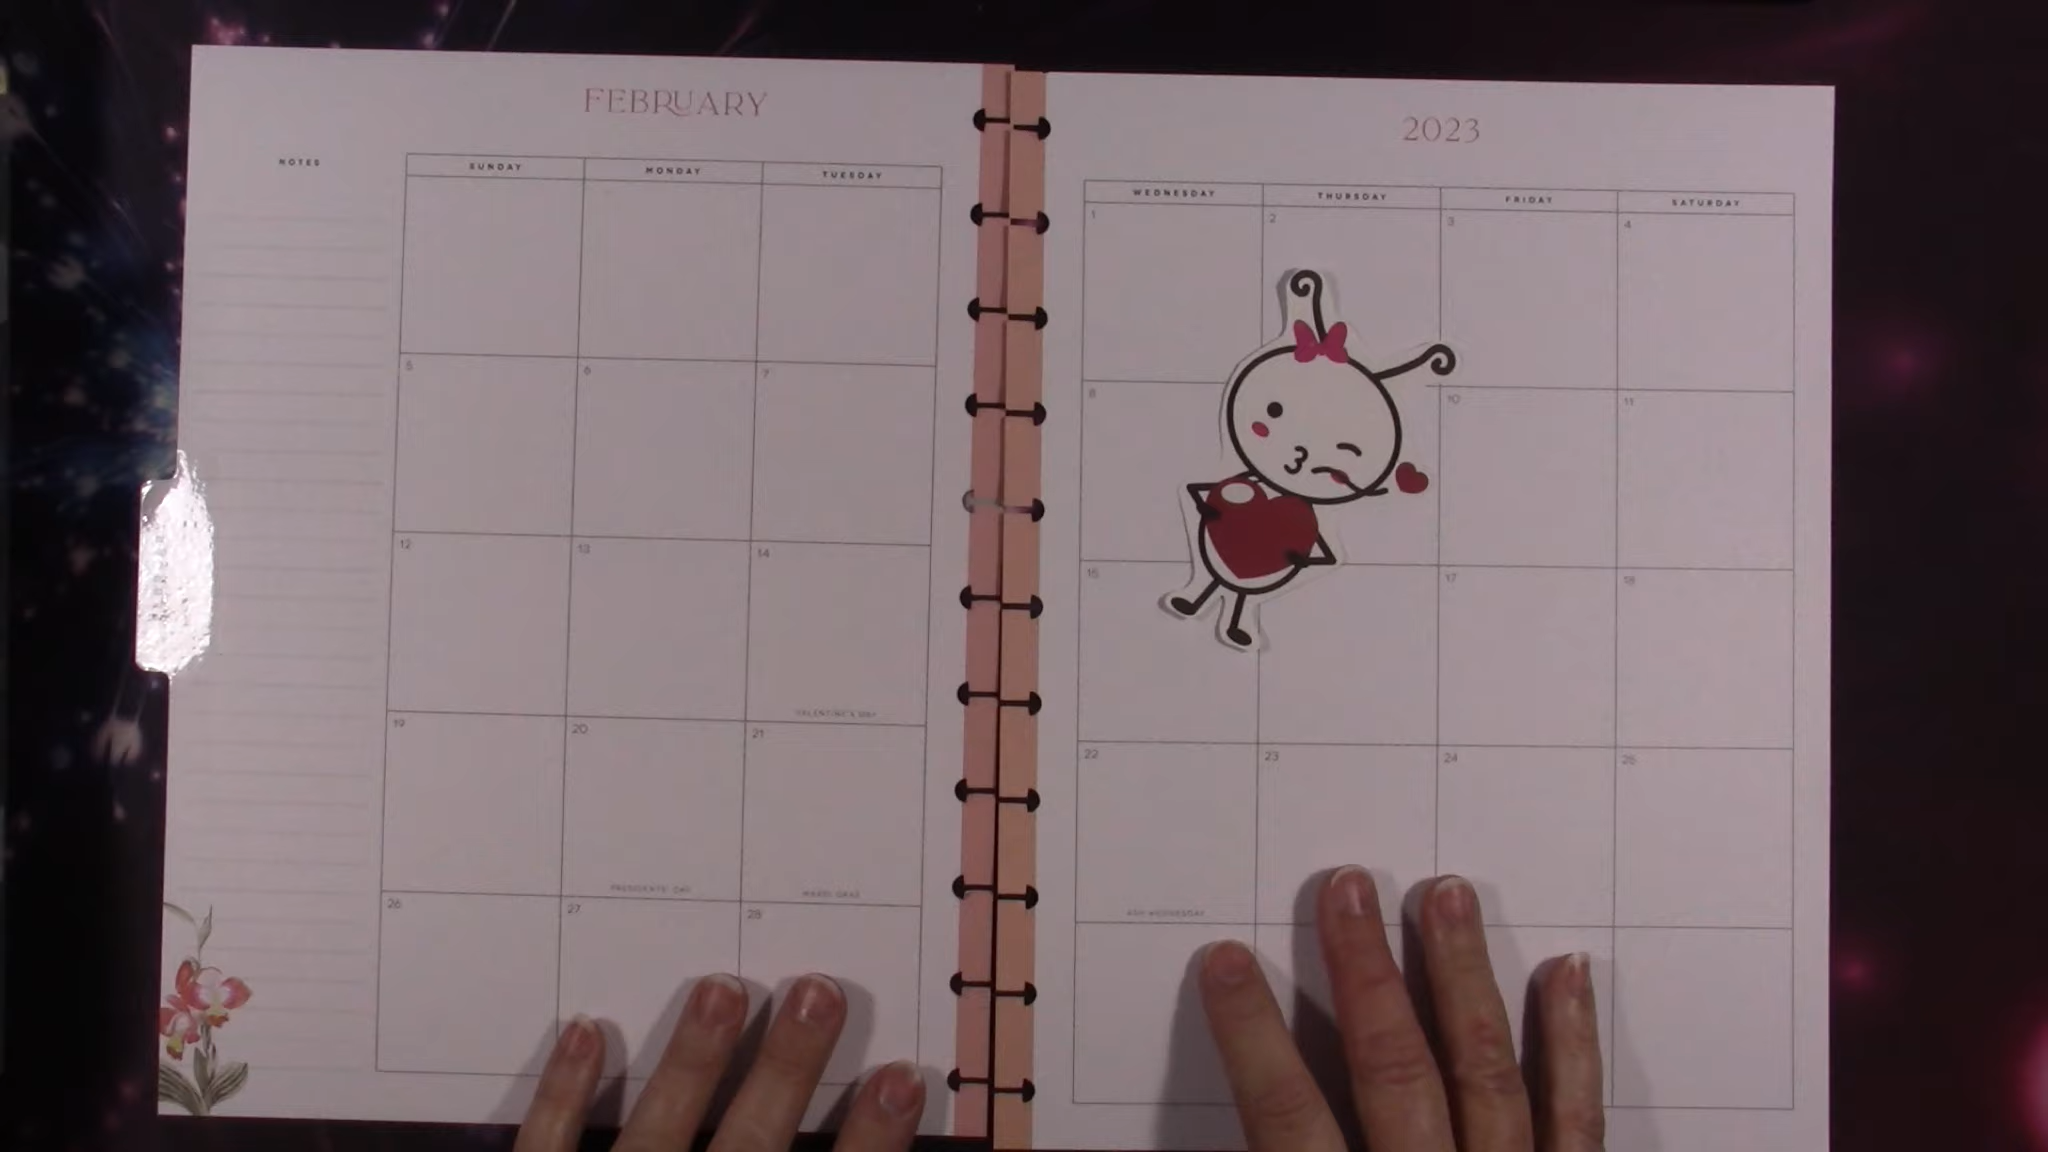 FEBRUARY
2023
NOTES
SUNDAY MONDAY TUESDAY
WEDNESDAY THURSDAY FRIDAY SATURDAY
1 2 3 4
5 6 7
8 10 11
12 13 14
VALENTINE'S DAY
15 17 18
19 20 21
PRESIDENTS' DAY MARDI GRAS
22 23 24 25
ASH WEDNESDAY
26 27 28